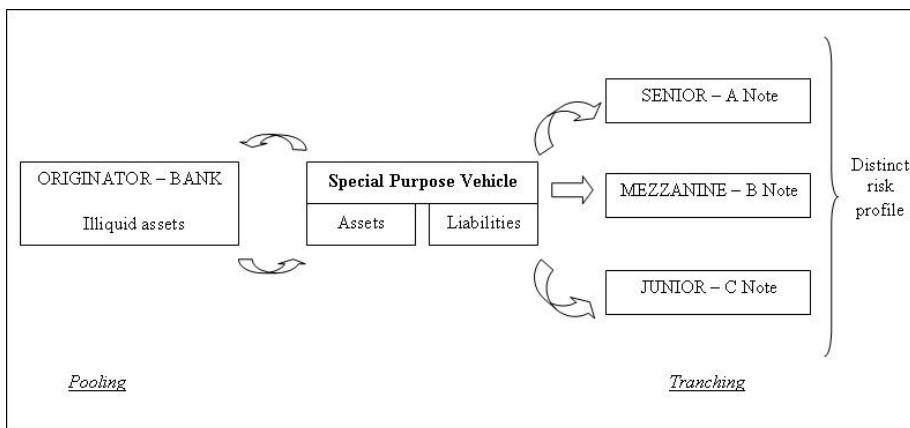 ORIGINATOR – BANK
Illiquid assets
Special Purpose Vehicle
Assets
Liabilities
SENIOR – A Note
MEZZANINE – B Note
JUNIOR – C Note
Distinct
risk
profile
Pooling
Tranching